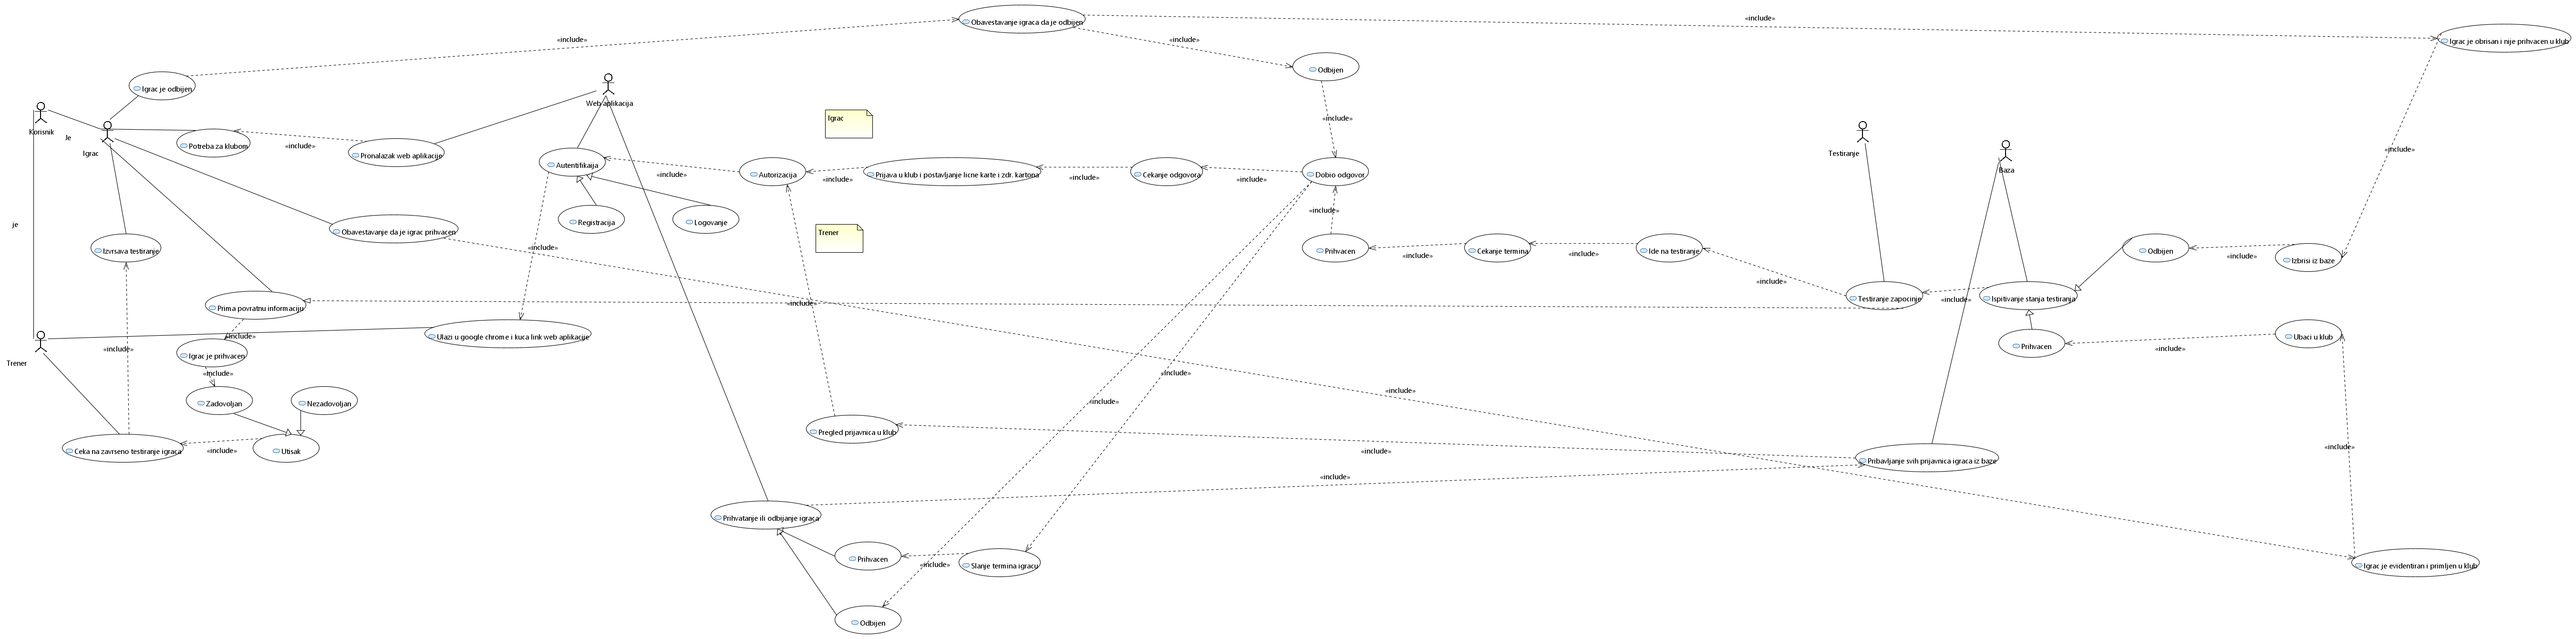 Obavestavanje igraca da je odbijen
«include»
«include»
«include»
Igrac je obrisan i nije prihvacen u klub
Odbijen
Igrac je odbijen
Web aplikacija
Korisnik
Je
Igrac
Potreba za klubom
«include»
Pronalazak web aplikacije
Igrac
«include»
Testiranje
Baza
«include»
Autentifikaija
«include»
Autorizacija
«include»
Prijava u klub i postavljanje licne karte i zdr. kartona
«include»
Cekanje odgovora
«include»
Dobio odgovor
Registracija
Logovanje
«include»
je
Obavestavanje da je igrac prihvacen
Trener
Izvrsava testiranje
«include»
Prihvacen
«include»
Cekanje termina
«include»
Ide na testiranje
Odbijen
«include»
Izbrisi iz baze
«include»
Prima povratnu informaciju
«include»
Testiranje zapocinje
«include»
Ispitivanje stanja testiranja
«include»
Ulazi u google chrome i kuca link web aplikacije
Ubaci u klub
Prihvacen
«include»
«include»
Igrac je prihvacen
Trener
«include»
«include»
«include»
Zadovoljan
Nezadovoljan
«include»
Pregled prijavnica u klub
Ceka na zavrseno testiranje igraca
«include»
Utisak
«include»
«include»
Pribavljanje svih prijavnica igraca iz baze
«include»
Prihvatanje ili odbijanje igraca
Prihvacen
«include»
Slanje termina igracu
Igrac je evidentiran i primljen u klub
Odbijen